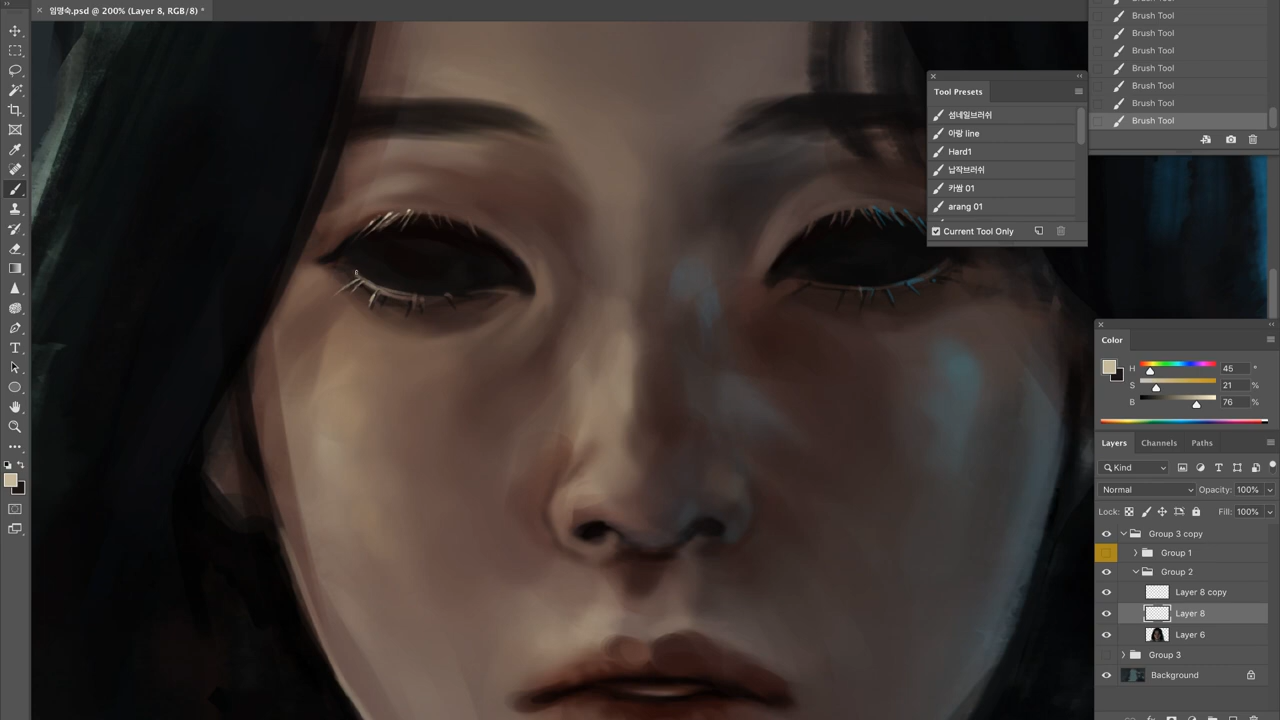 임명숙.psd @ 200% (Layer 8, RGB/8) *
Brush Tool
Brush Tool
Brush Tool
Brush Tool
Brush Tool
Brush Tool
Brush Tool
Tool Presets
섬네일브러쉬
아랑 line
Hard1
납작브러쉬
카쌈 01
arang 01
Current Tool Only
Color
H 45 °
S 21 %
B 76 %
Layers Channels Paths
Kind
Normal Opacity: 100%
Lock: Fill: 100%
Group 3 copy
Group 1
Group 2
Layer 8 copy
Layer 8
Layer 6
Group 3
Background